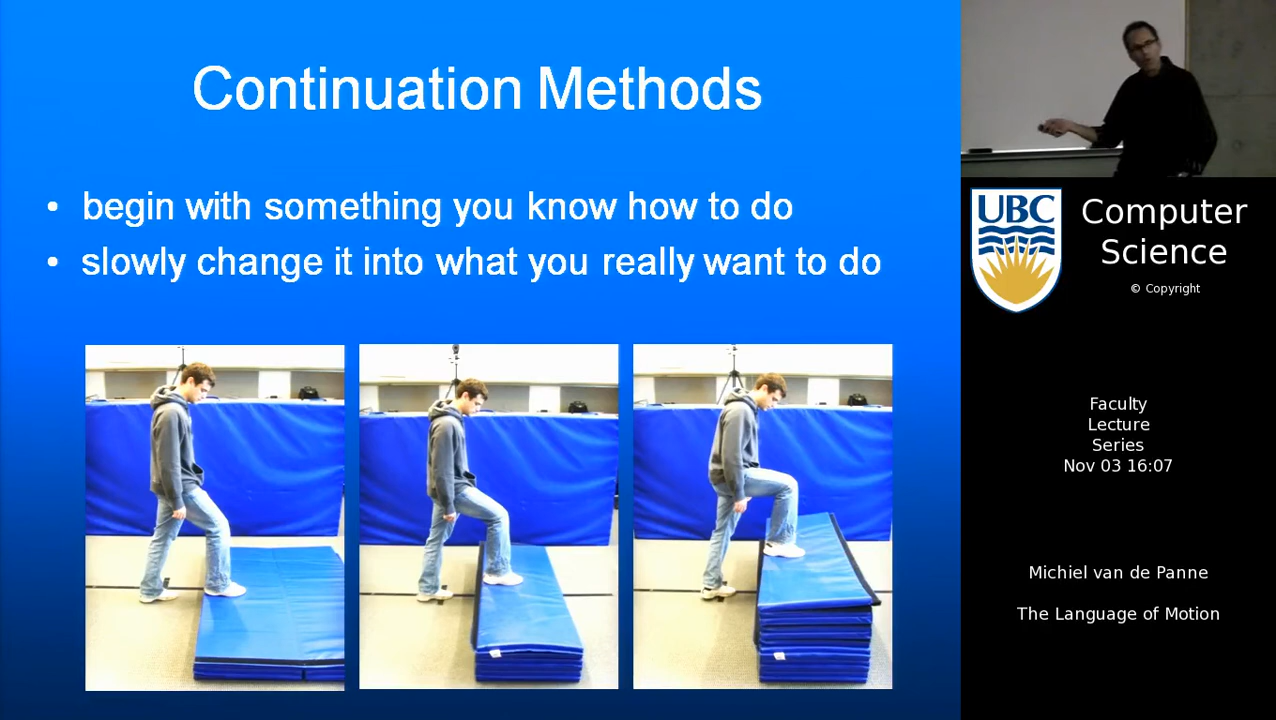 Continuation Methods
• begin with something you know how to do
• slowly change it into what you really want to do
UBC
Computer
Science
© Copyright
Faculty
Lecture
Series
Nov 03 16:07
Michiel van de Panne
The Language of Motion